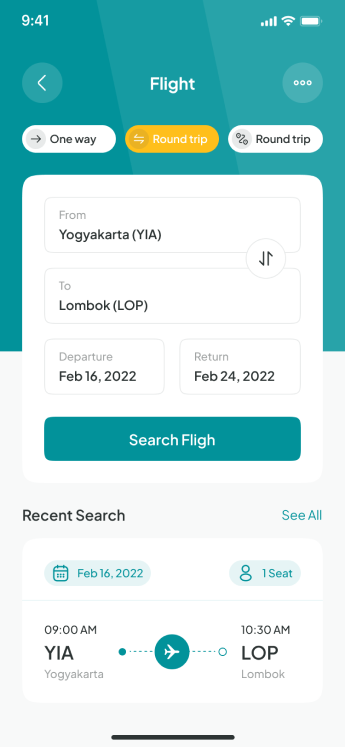 9:41
Flight
One way
Round trip
Round trip
From
Yogyakarta (YIA)
To
Lombok (LOP)
Departure
Return
Feb 16, 2022
Feb 24, 2022
Search Fligh
Recent Search
See All
Feb 16, 2022
1 Seat
09:00 AM
10:30 AM
YIA
LOP
Yogyakarta
Lombok